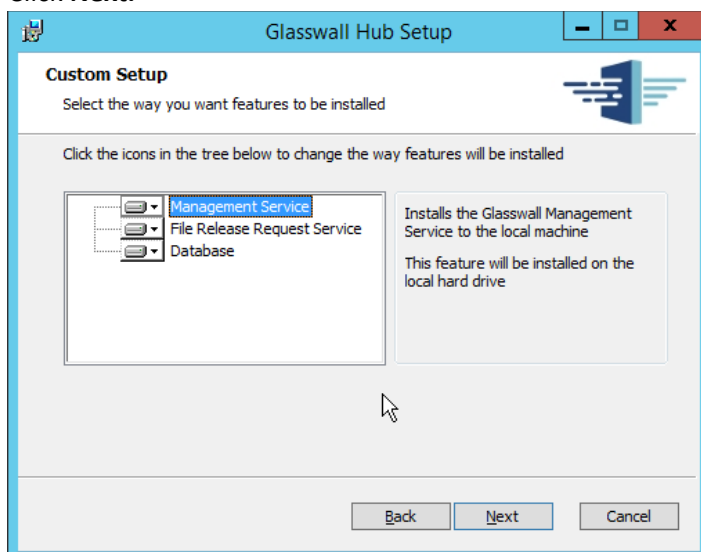 Click Next.
Glasswall Hub Setup
Custom Setup
Select the way you want features to be installed
Click the icons in the tree below to change the way features will be installed
Management Service
File Release Request Service
Database
Installs the Glasswall Management
Service to the local machine
This feature will be installed on the
local hard drive
Back
Next
Cancel